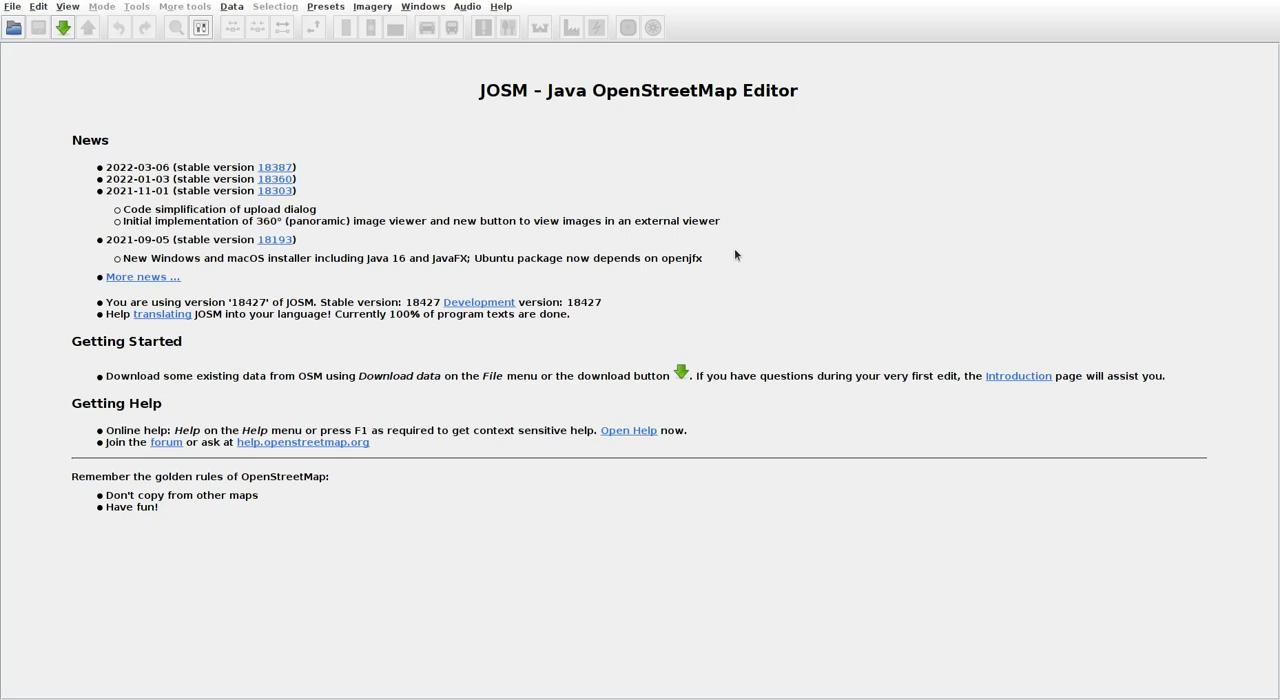 File Edit View Mode Tools More tools Data Selection Presets Imagery Windows Audio Help
JOSM – Java OpenStreetMap Editor
News
● 2022-03-06 (stable version 18387)
● 2022-01-03 (stable version 18360)
● 2021-11-01 (stable version 18303)
○ Code simplification of upload dialog
○ Initial implementation of 360° (panoramic) image viewer and new button to view images in an external viewer
● 2021-09-05 (stable version 18193)
○ New Windows and macOS installer including Java 16 and JavaFX; Ubuntu package now depends on openjfx
● More news ...
● You are using version '18427' of JOSM. Stable version: 18427 Development version: 18427
● Help translating JOSM into your language! Currently 100% of program texts are done.
Getting Started
● Download some existing data from OSM using Download data on the File menu or the download button . If you have questions during your very first edit, the Introduction page will assist you.
Getting Help
● Online help: Help on the Help menu or press F1 as required to get context sensitive help. Open Help now.
● Join the forum or ask at help.openstreetmap.org
Remember the golden rules of OpenStreetMap:
● Don't copy from other maps
● Have fun!